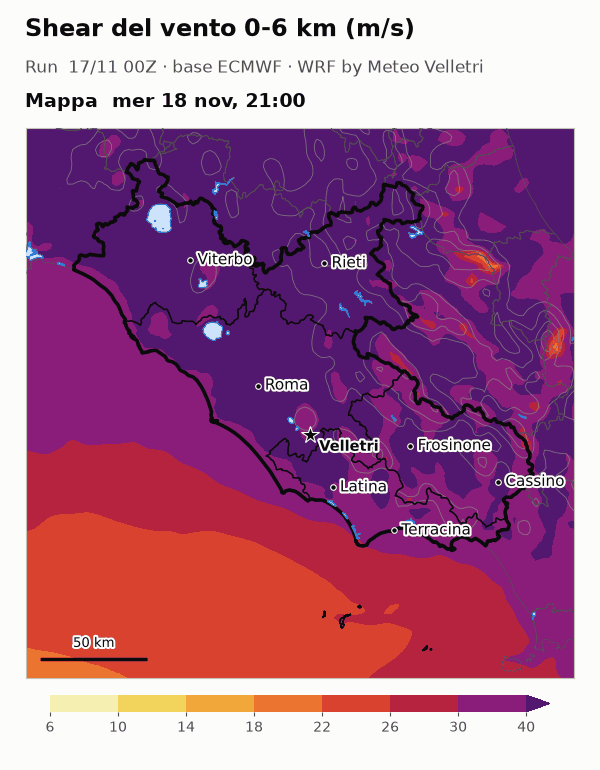 Shear del vento 0-6 km (m/s)
Run  17/11 00Z · base ECMWF · WRF by Meteo Velletri
Mappa  mer 18 nov, 21:00
Viterbo
Rieti
Roma
Velletri
Frosinone
Cassino
Latina
Terracina
50 km
6 10 14 18 22 26 30 40